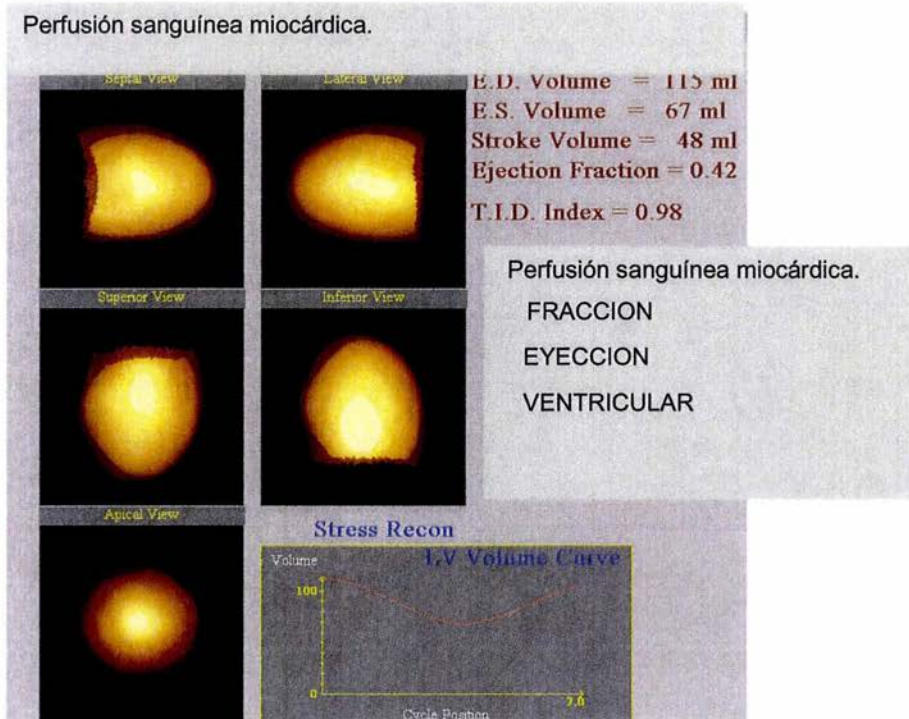 Perfusión sanguínea miocárdica.
Septal View
Lateral View
E.D. Volume = 115 ml
E.S. Volume = 67 ml
Stroke Volume = 48 ml
Ejection Fraction = 0.42
T.I.D. Index = 0.98
Perfusión sanguínea miocárdica.
FRACCION
EYECCION
VENTRICULAR
Superior View
Inferior View
Apical View
Stress Recon
LV Volume Curve
Volume
100
0
7.0
Cycle Position